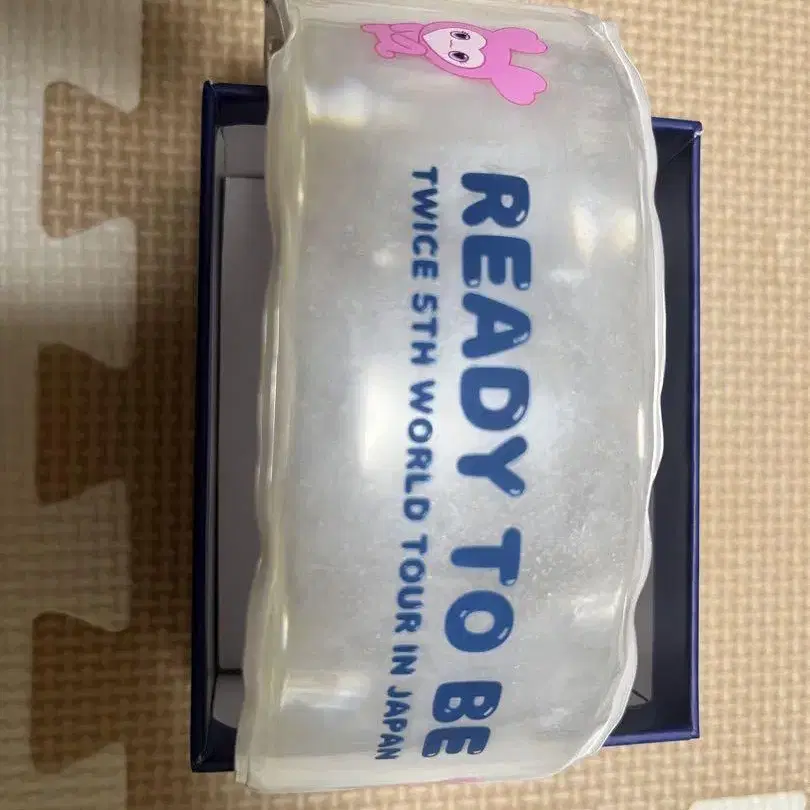 READY TO BE
TWICE 5TH WORLD TOUR IN JAPAN